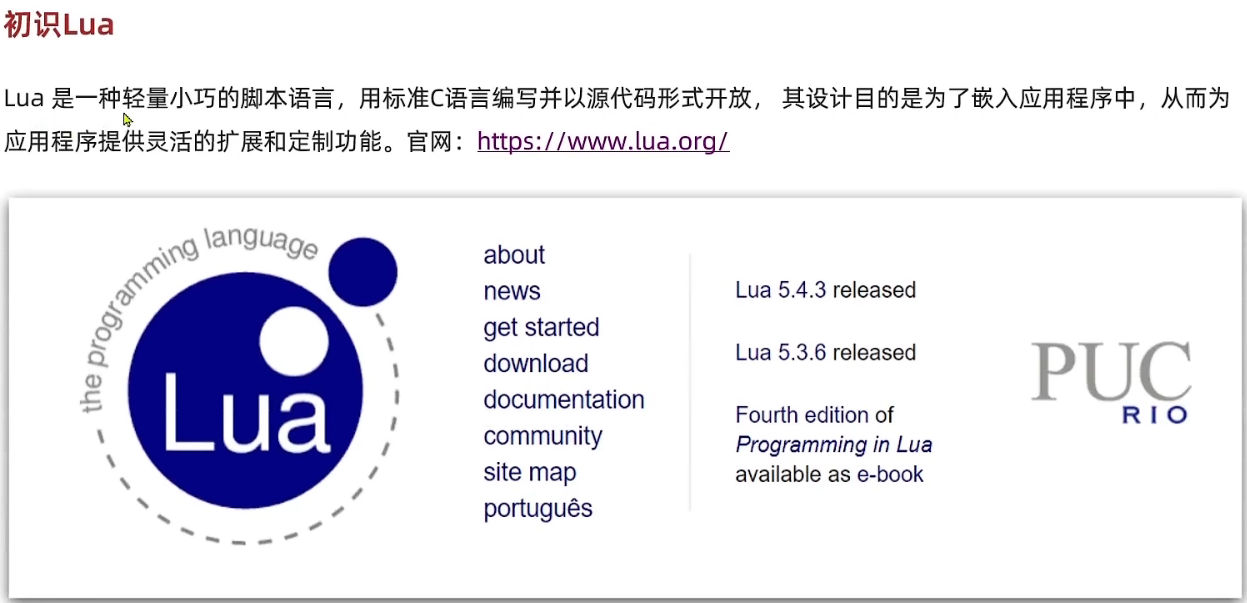 初识Lua
Lua 是一种轻量小巧的脚本语言，用标准C语言编写并以源代码形式开放， 其设计目的是为了嵌入应用程序中，从而为
应用程序提供灵活的扩展和定制功能。官网：https://www.lua.org/
the programming language
Lua
about
news
get started
download
documentation
community
site map
português
Lua 5.4.3 released
Lua 5.3.6 released
Fourth edition of
Programming in Lua
available as e-book
PUC
RIO